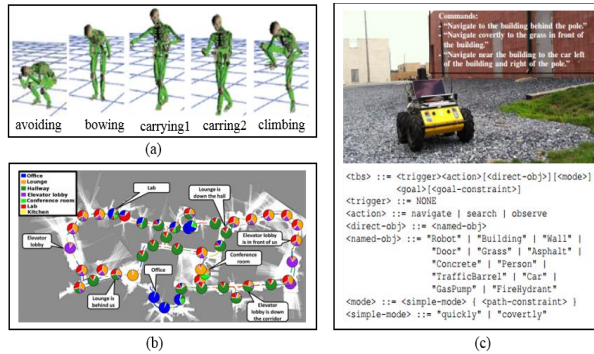 avoiding bowing carrying1 carring2 climbing
(a)
Office
Lounge
Hallway
Elevator lobby
Conference room
Lab
Kitchen
Lab
Lounge is
down the hall
Elevator
lobby
Elevator lobby
is in front of us
Conference
room
Office
Lounge is
behind us
Elevator
lobby is down
the corridor
(b)
Commands:
- "Navigate to the building behind the pole."
- "Navigate covertly to the grass in front of
the building."
- "Navigate near the building to the car left
of the building and right of the pole."
<tbs> ::= <trigger><action>[<direct-obj>][<mode>]
<goal>[<goal-constraint>]
<trigger> ::= NONE
<action> ::= navigate | search | observe
<direct-obj> ::= <named-obj>
<named-obj> ::= "Robot" | "Building" | "Wall" |
"Door" | "Grass" | "Asphalt" |
"Concrete" | "Person" |
"TrafficBarrel" | "Car" |
"GasPump" | "FireHydrant"
<mode> ::= <simple-mode> { <path-constraint> }
<simple-mode> ::= "quickly" | "covertly"
(c)